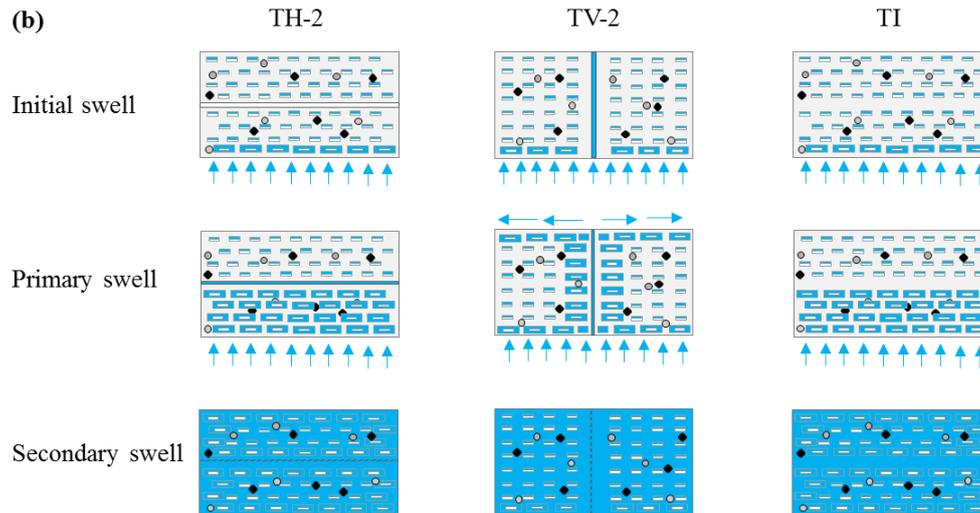 (b) TH-2 TV-2 TI
Initial swell
Primary swell
Secondary swell